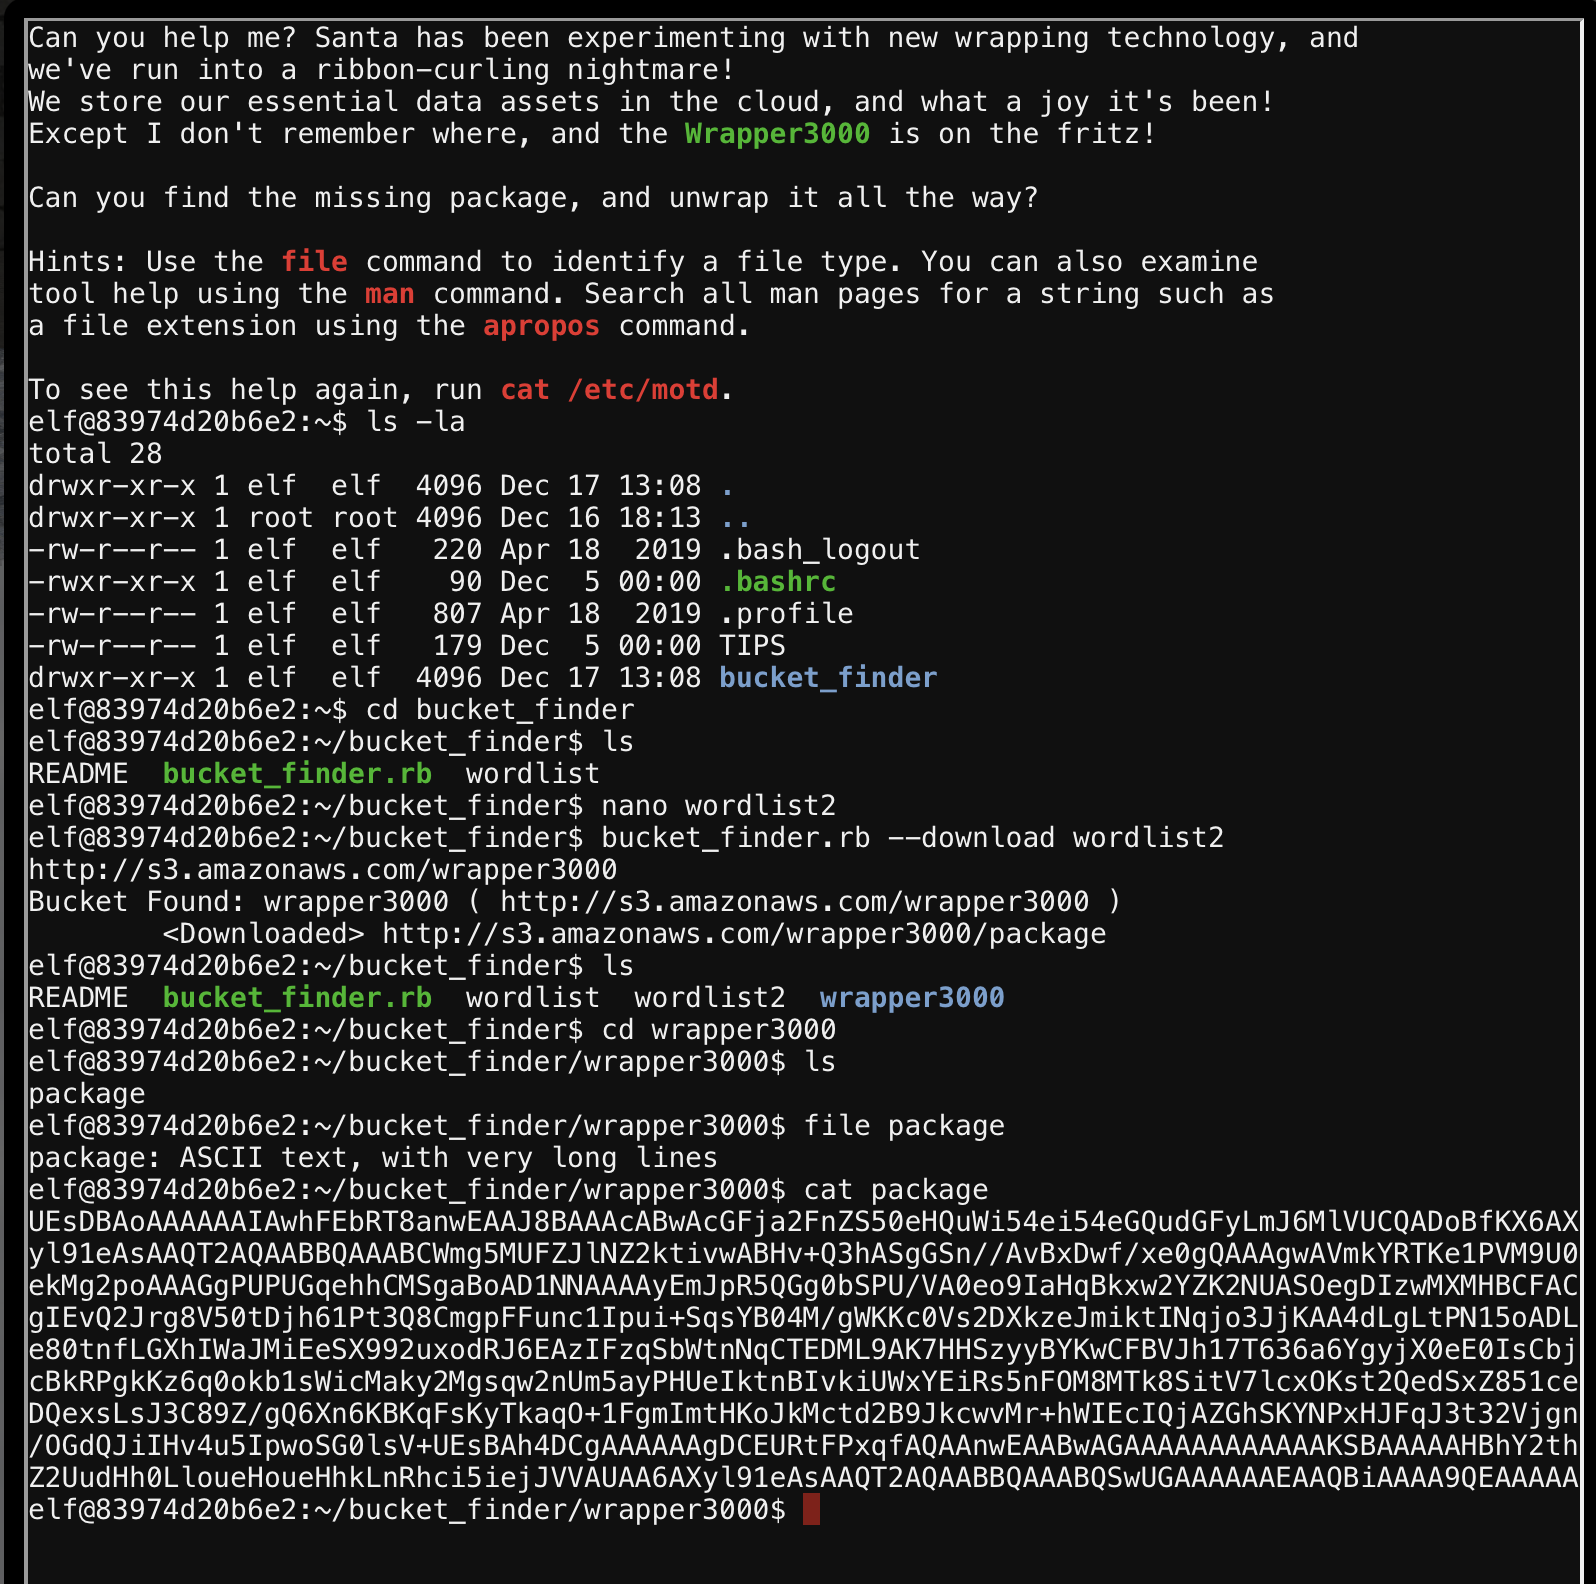 Can you help me? Santa has been experimenting with new wrapping technology, and
we've run into a ribbon-curling nightmare!
We store our essential data assets in the cloud, and what a joy it's been!
Except I don't remember where, and the Wrapper3000 is on the fritz!
Can you find the missing package, and unwrap it all the way?
Hints: Use the file command to identify a file type. You can also examine
tool help using the man command. Search all man pages for a string such as
a file extension using the apropos command.
To see this help again, run cat /etc/motd.
elf@83974d20b6e2:~$ ls -la
total 28
drwxr-xr-x 1 elf  elf  4096 Dec 17 13:08 .
drwxr-xr-x 1 root root 4096 Dec 16 18:13 ..
-rw-r--r-- 1 elf  elf   220 Apr 18  2019 .bash_logout
-rwxr-xr-x 1 elf  elf    90 Dec  5 00:00 .bashrc
-rw-r--r-- 1 elf  elf   807 Apr 18  2019 .profile
-rw-r--r-- 1 elf  elf   179 Dec  5 00:00 TIPS
drwxr-xr-x 1 elf  elf  4096 Dec 17 13:08 bucket_finder
elf@83974d20b6e2:~$ cd bucket_finder
elf@83974d20b6e2:~/bucket_finder$ ls
README  bucket_finder.rb  wordlist
elf@83974d20b6e2:~/bucket_finder$ nano wordlist2
elf@83974d20b6e2:~/bucket_finder$ bucket_finder.rb --download wordlist2
http://s3.amazonaws.com/wrapper3000
Bucket Found: wrapper3000 ( http://s3.amazonaws.com/wrapper3000 )
        <Downloaded> http://s3.amazonaws.com/wrapper3000/package
elf@83974d20b6e2:~/bucket_finder$ ls
README  bucket_finder.rb  wordlist  wordlist2  wrapper3000
elf@83974d20b6e2:~/bucket_finder$ cd wrapper3000
elf@83974d20b6e2:~/bucket_finder/wrapper3000$ ls
package
elf@83974d20b6e2:~/bucket_finder/wrapper3000$ file package
package: ASCII text, with very long lines
elf@83974d20b6e2:~/bucket_finder/wrapper3000$ cat package
UEsDBAoAAAAAAIAwhFEbRT8anwEAAJ8BAAAcABwAcGFja2FnZS50eHQuWi54ei54eGQudGFyLmJ6MlVUCQADoBfKX6AX
yl91eAsAAQT2AQAABBQAAABCWmg5MUFZJlNZ2ktivwABHv+Q3hASgGSn//AvBxDwf/xe0gQAAAgwAVmkYRTKe1PVM9U0
ekMg2poAAAGgPUPUGqehhCMSgaBoAD1NNAAAAyEmJpR5QGg0bSPU/VA0eo9IaHqBkxw2YZK2NUASOegDIzwMXMHBCFAC
gIEvQ2Jrg8V50tDjh61Pt3Q8CmgpFFunc1Ipui+SqsYB04M/gWKKc0Vs2DXkzeJmiktINqjo3JjKAA4dLgLtPN15oADL
e80tnfLGXhIWaJMiEeSX992uxodRJ6EAzIFzqSbWtnNqCTEDML9AK7HHSzyyBYKwCFBVJh17T636a6YgyjX0eE0IsCbj
cBkRPgkKz6q0okb1sWicMaky2Mgsqw2nUm5ayPHUeIktnBIvkiUWxYEiRs5nFOM8MTk8SitV7lcxOKst2QedSxZ851ce
DQexsLsJ3C89Z/gQ6Xn6KBKqFsKyTkaqO+1FgmImtHKoJkMctd2B9JkcwvMr+hWIEcIQjAZGhSKYNPxHJFqJ3t32Vjgn
/OGdQJiIHv4u5IpwoSG0lsV+UEsBAh4DCgAAAAAAgDCEURtFPxqfAQAAnwEAABwAGAAAAAAAAAAAAKSBAAAAAHBhY2th
Z2UudHh0LloueHoueHhkLnRhci5iejJVVAUAA6AXyl91eAsAAQT2AQAABBQAAABQSwUGAAAAAAEAAQBiAAAA9QEAAAAA
elf@83974d20b6e2:~/bucket_finder/wrapper3000$